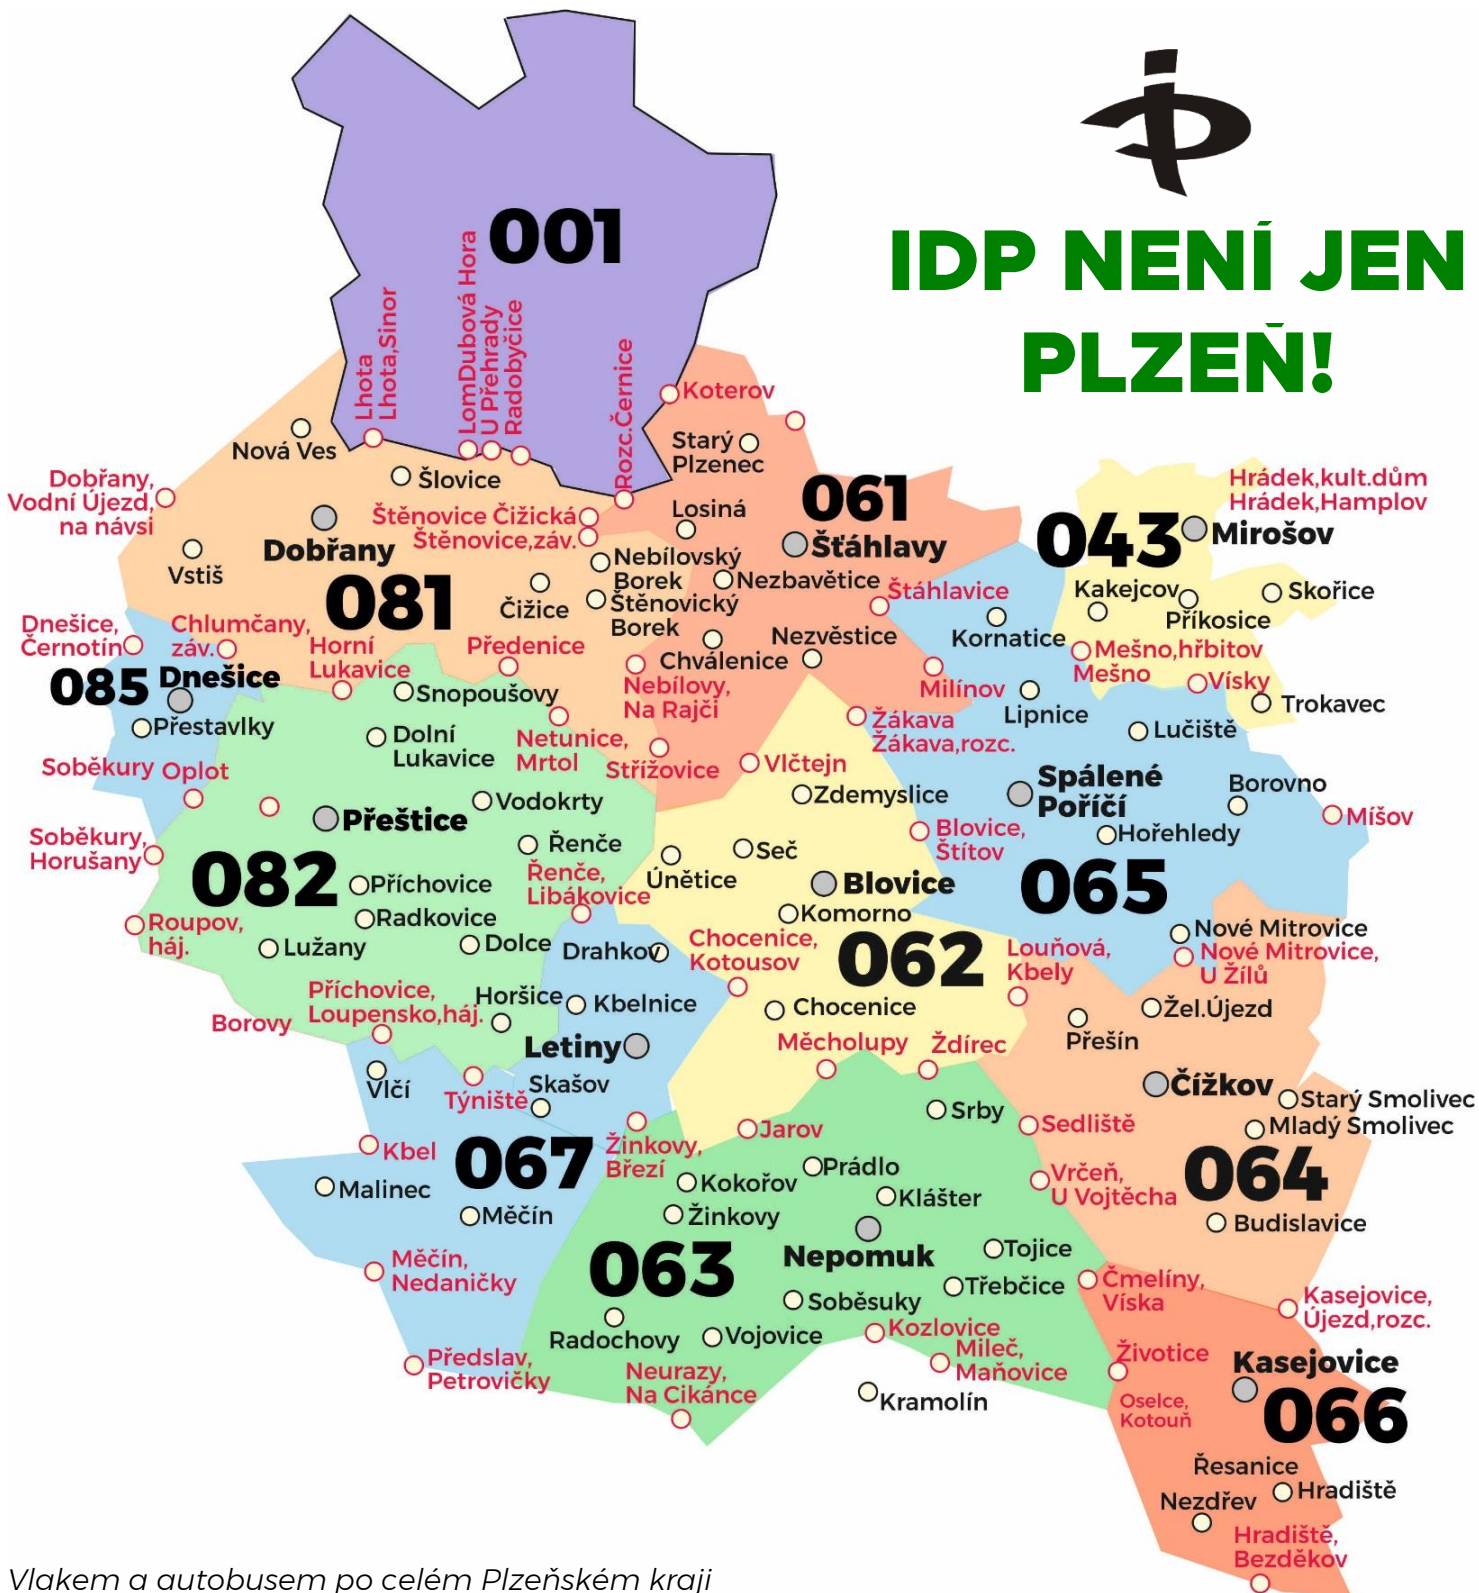 IDP NENÍ JEN
PLZEŇ!
001
LomDubová Hora
U Přehrady
Radobyčice
Lhota
Lhota,Sinor
Rozc.Černice
Koterov
Nová Ves
Starý
Plzenec
Šlovice
Dobřany,
Vodní Újezd,
na návsi
061
Hrádek,kult.dům
Hrádek,Hamplov
Losiná
Štěnovice Čižická
Štěnovice,záv.
Dobřany
Šťáhlavy
043
Mirošov
Vstiš
Nebílovský
Borek
Nezbavětice
081
Čižice
Štěnovický
Borek
Štáhlavice
Kakejcov
Skořice
Příkosice
Dnešice,
Černotín
Chlumčany,
záv.
Horní
Lukavice
Předenice
Nezvěstice
Chválenice
Kornatice
Mešno,hřbitov
Mešno
085
Dnešice
Snopoušovy
Nebílovy,
Na Rajči
Milínov
Vísky
Přestavlky
Dolní
Lukavice
Netunice,
Mrtol
Žákava
Žákava,rozc.
Lipnice
Lučiště
Trokavec
Soběkury
Oplot
Střížovice
Vlčtejn
Spálené
Poříčí
Borovno
Přeštice
Vodokrty
Zdemyslice
Míšov
Soběkury,
Horušany
Řenče
Seč
Blovice,
Štítov
Hořehledy
082
Příchovice
Řenče,
Libákovice
Únětice
Blovice
065
Roupov,
háj.
Radkovice
Komorno
Lužany
Dolce
Drahkov
Chocenice,
Kotousov
062
Louňová,
Kbely
Nové Mitrovice
Nové Mitrovice,
U Žílů
Příchovice,
Loupensko,háj.
Borovy
Horšice
Kbelnice
Chocenice
Žel.Újezd
Přešín
Letiny
Měcholupy
Ždírec
Vlčí
Týniště
Skašov
Čížkov
Starý Smolivec
Mladý Smolivec
Srby
Sedliště
Jarov
Kbel
067
Žinkovy,
Březí
Prádlo
Malinec
Kokořov
Klášter
Vrčeň,
U Vojtěcha
064
Měčín
Žinkovy
Budislavice
Měčín,
Nedaničky
063
Nepomuk
Tojice
Třebčice
Čmelíny,
Víska
Soběsuky
Kasejovice,
Újezd,rozc.
Radochovy
Vojovice
Kozlovice
Mileč,
Maňovice
Životice
Kasejovice
Předslav,
Petrovičky
Neurazy,
Na Cikánce
Kramolín
Oselce,
Kotouň
066
Řesanice
Hradiště
Nezdřev
Hradiště,
Bezděkov
Vlakem a autobusem po celém Plzeňském kraji